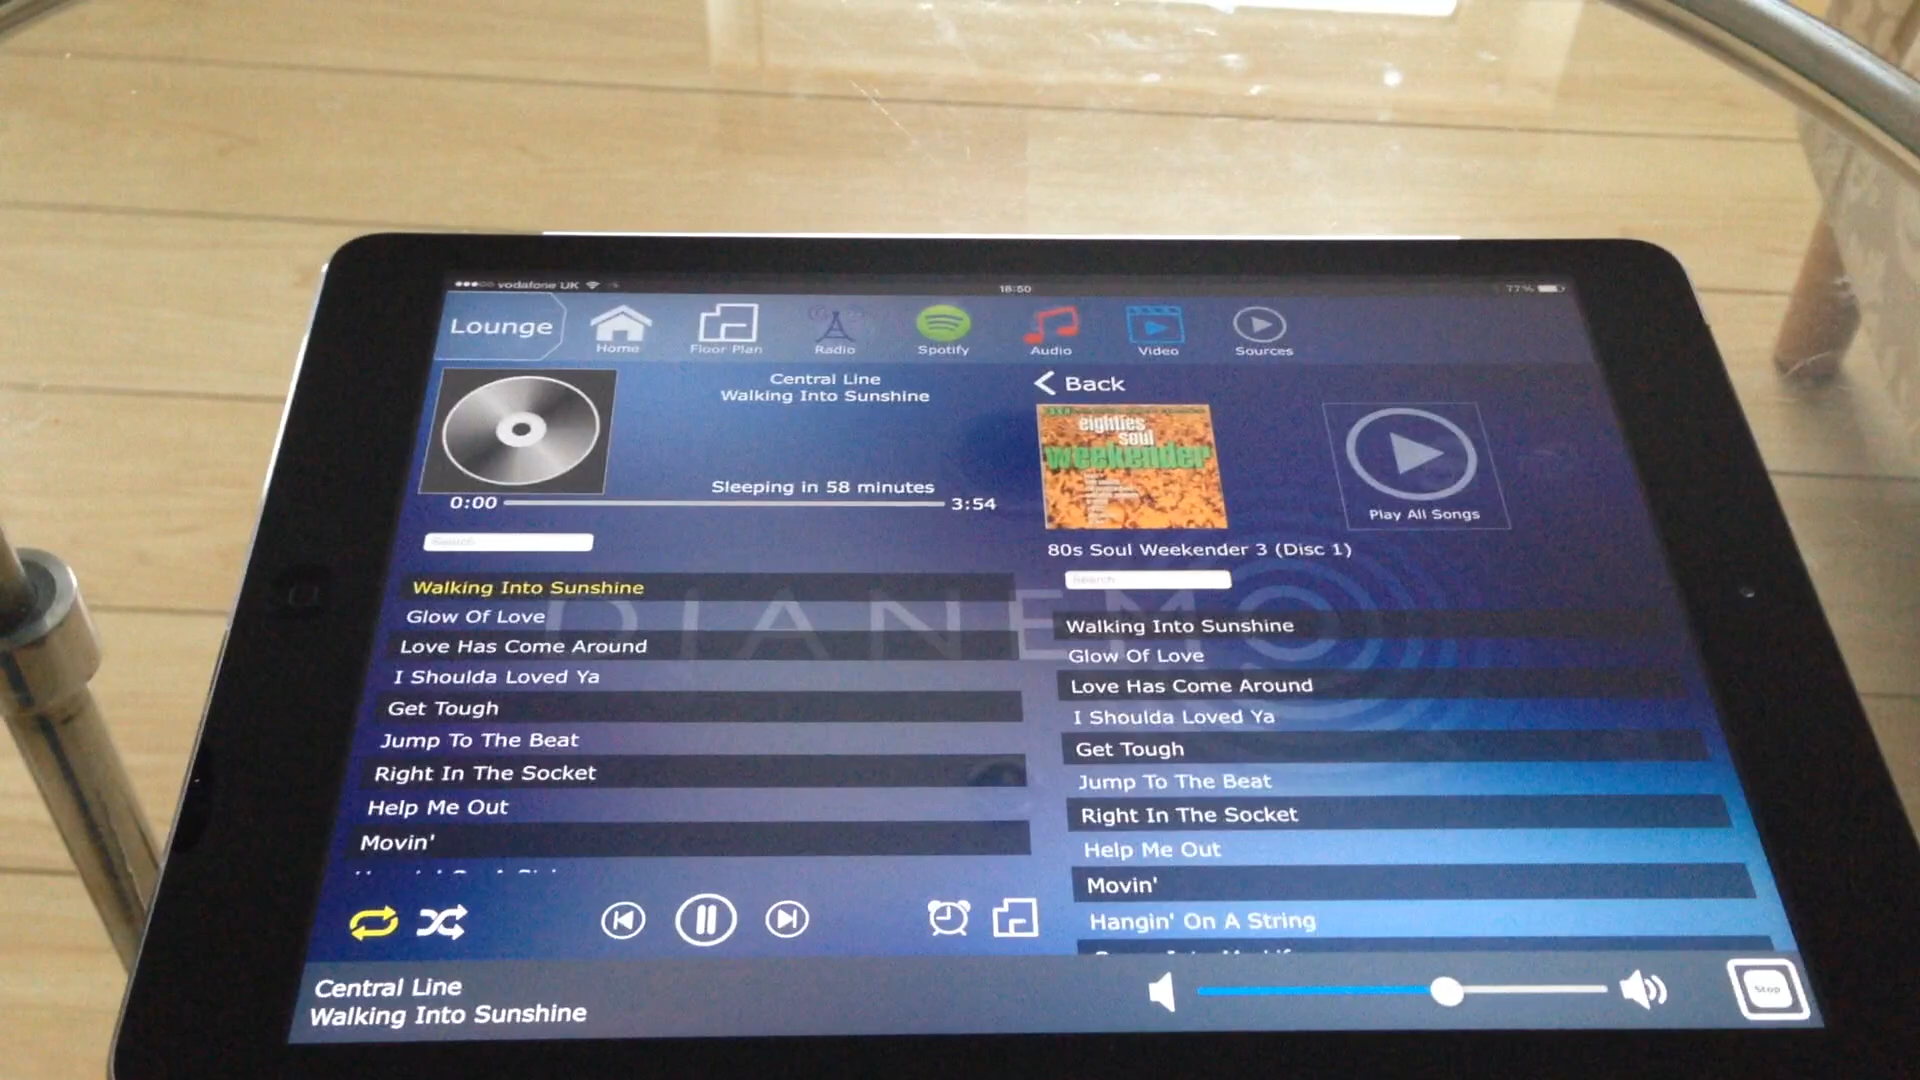 vodafone UK
18:50
77%
Lounge
Home
Floor Plan
Radio
Spotify
Audio
Video
Sources
Central Line
Walking Into Sunshine
Sleeping in 58 minutes
0:00
3:54
Search
Walking Into Sunshine
Glow Of Love
Love Has Come Around
I Shoulda Loved Ya
Get Tough
Jump To The Beat
Right In The Socket
Help Me Out
Movin'
Back
eighties
soul
weekender
Play All Songs
80s Soul Weekender 3 (Disc 1)
Search
DIANEMO
Walking Into Sunshine
Glow Of Love
Love Has Come Around
I Shoulda Loved Ya
Get Tough
Jump To The Beat
Right In The Socket
Help Me Out
Movin'
Hangin' On A String
Central Line
Walking Into Sunshine
Stop